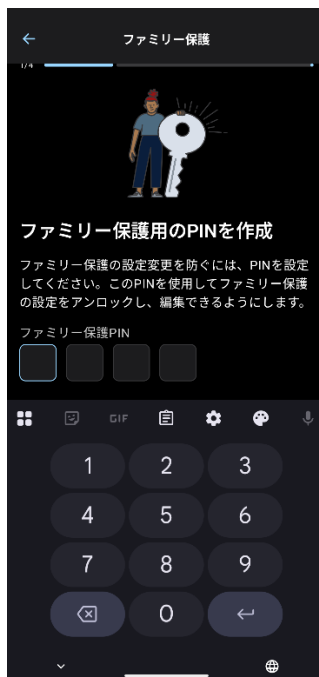 ファミリー保護
1/4
ファミリー保護用のPINを作成
ファミリー保護の設定変更を防ぐには、PINを設定
してください。このPINを使用してファミリー保護
の設定をアンロックし、編集できるようにします。
ファミリー保護PIN
GIF
1 2 3
4 5 6
7 8 9
0